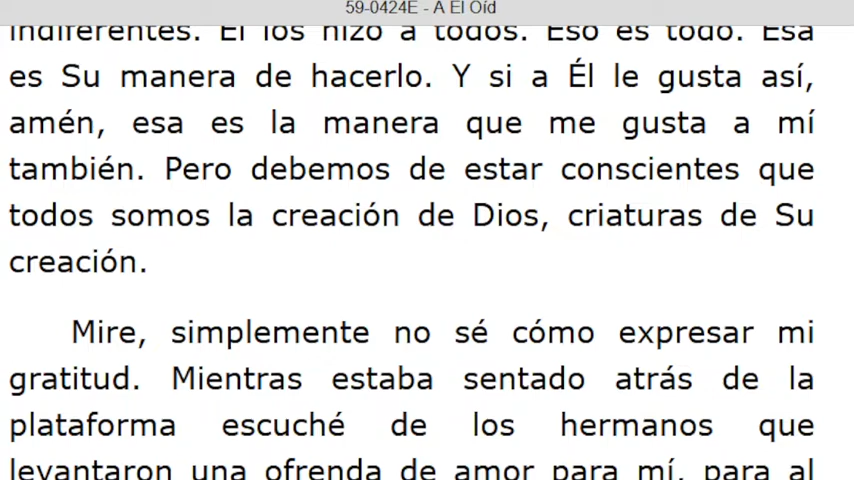 59-0424E - A El Oíd
indiferentes. Él los hizo a todos. Eso es todo. Esa
es Su manera de hacerlo. Y si a Él le gusta así,
amén, esa es la manera que me gusta a mí
también. Pero debemos de estar conscientes que
todos somos la creación de Dios, criaturas de Su
creación.
Mire, simplemente no sé cómo expresar mi
gratitud. Mientras estaba sentado atrás de la
plataforma escuché de los hermanos que
levantaron una ofrenda de amor para mí, para al